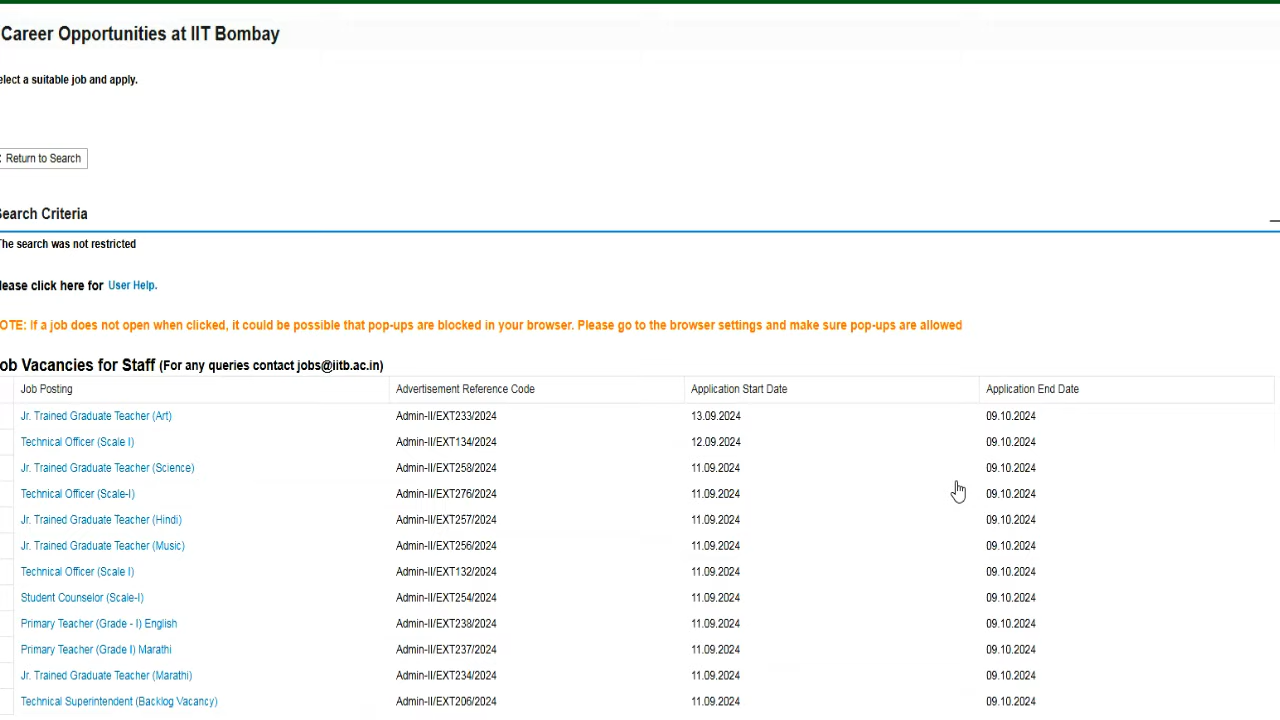 Career Opportunities at IIT Bombay
elect a suitable job and apply.
Return to Search
Search Criteria
The search was not restricted
lease click here for User Help.
OTE: If a job does not open when clicked, it could be possible that pop-ups are blocked in your browser. Please go to the browser settings and make sure pop-ups are allowed
ob Vacancies for Staff (For any queries contact jobs@iitb.ac.in)
Job Posting Advertisement Reference Code Application Start Date Application End Date
Jr. Trained Graduate Teacher (Art) Admin-II/EXT233/2024 13.09.2024 09.10.2024
Technical Officer (Scale I) Admin-II/EXT134/2024 12.09.2024 09.10.2024
Jr. Trained Graduate Teacher (Science) Admin-II/EXT258/2024 11.09.2024 09.10.2024
Technical Officer (Scale-I) Admin-II/EXT276/2024 11.09.2024 09.10.2024
Jr. Trained Graduate Teacher (Hindi) Admin-II/EXT257/2024 11.09.2024 09.10.2024
Jr. Trained Graduate Teacher (Music) Admin-II/EXT256/2024 11.09.2024 09.10.2024
Technical Officer (Scale I) Admin-II/EXT132/2024 11.09.2024 09.10.2024
Student Counselor (Scale-I) Admin-II/EXT254/2024 11.09.2024 09.10.2024
Primary Teacher (Grade - I) English Admin-II/EXT238/2024 11.09.2024 09.10.2024
Primary Teacher (Grade I) Marathi Admin-II/EXT237/2024 11.09.2024 09.10.2024
Jr. Trained Graduate Teacher (Marathi) Admin-II/EXT234/2024 11.09.2024 09.10.2024
Technical Superintendent (Backlog Vacancy) Admin-II/EXT206/2024 11.09.2024 09.10.2024